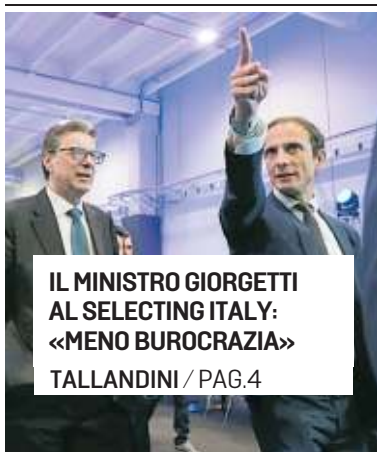 IL MINISTRO GIORGETTI
AL SELECTING ITALY:
«MENO BUROCRAZIA»
TALLANDINI / PAG.4